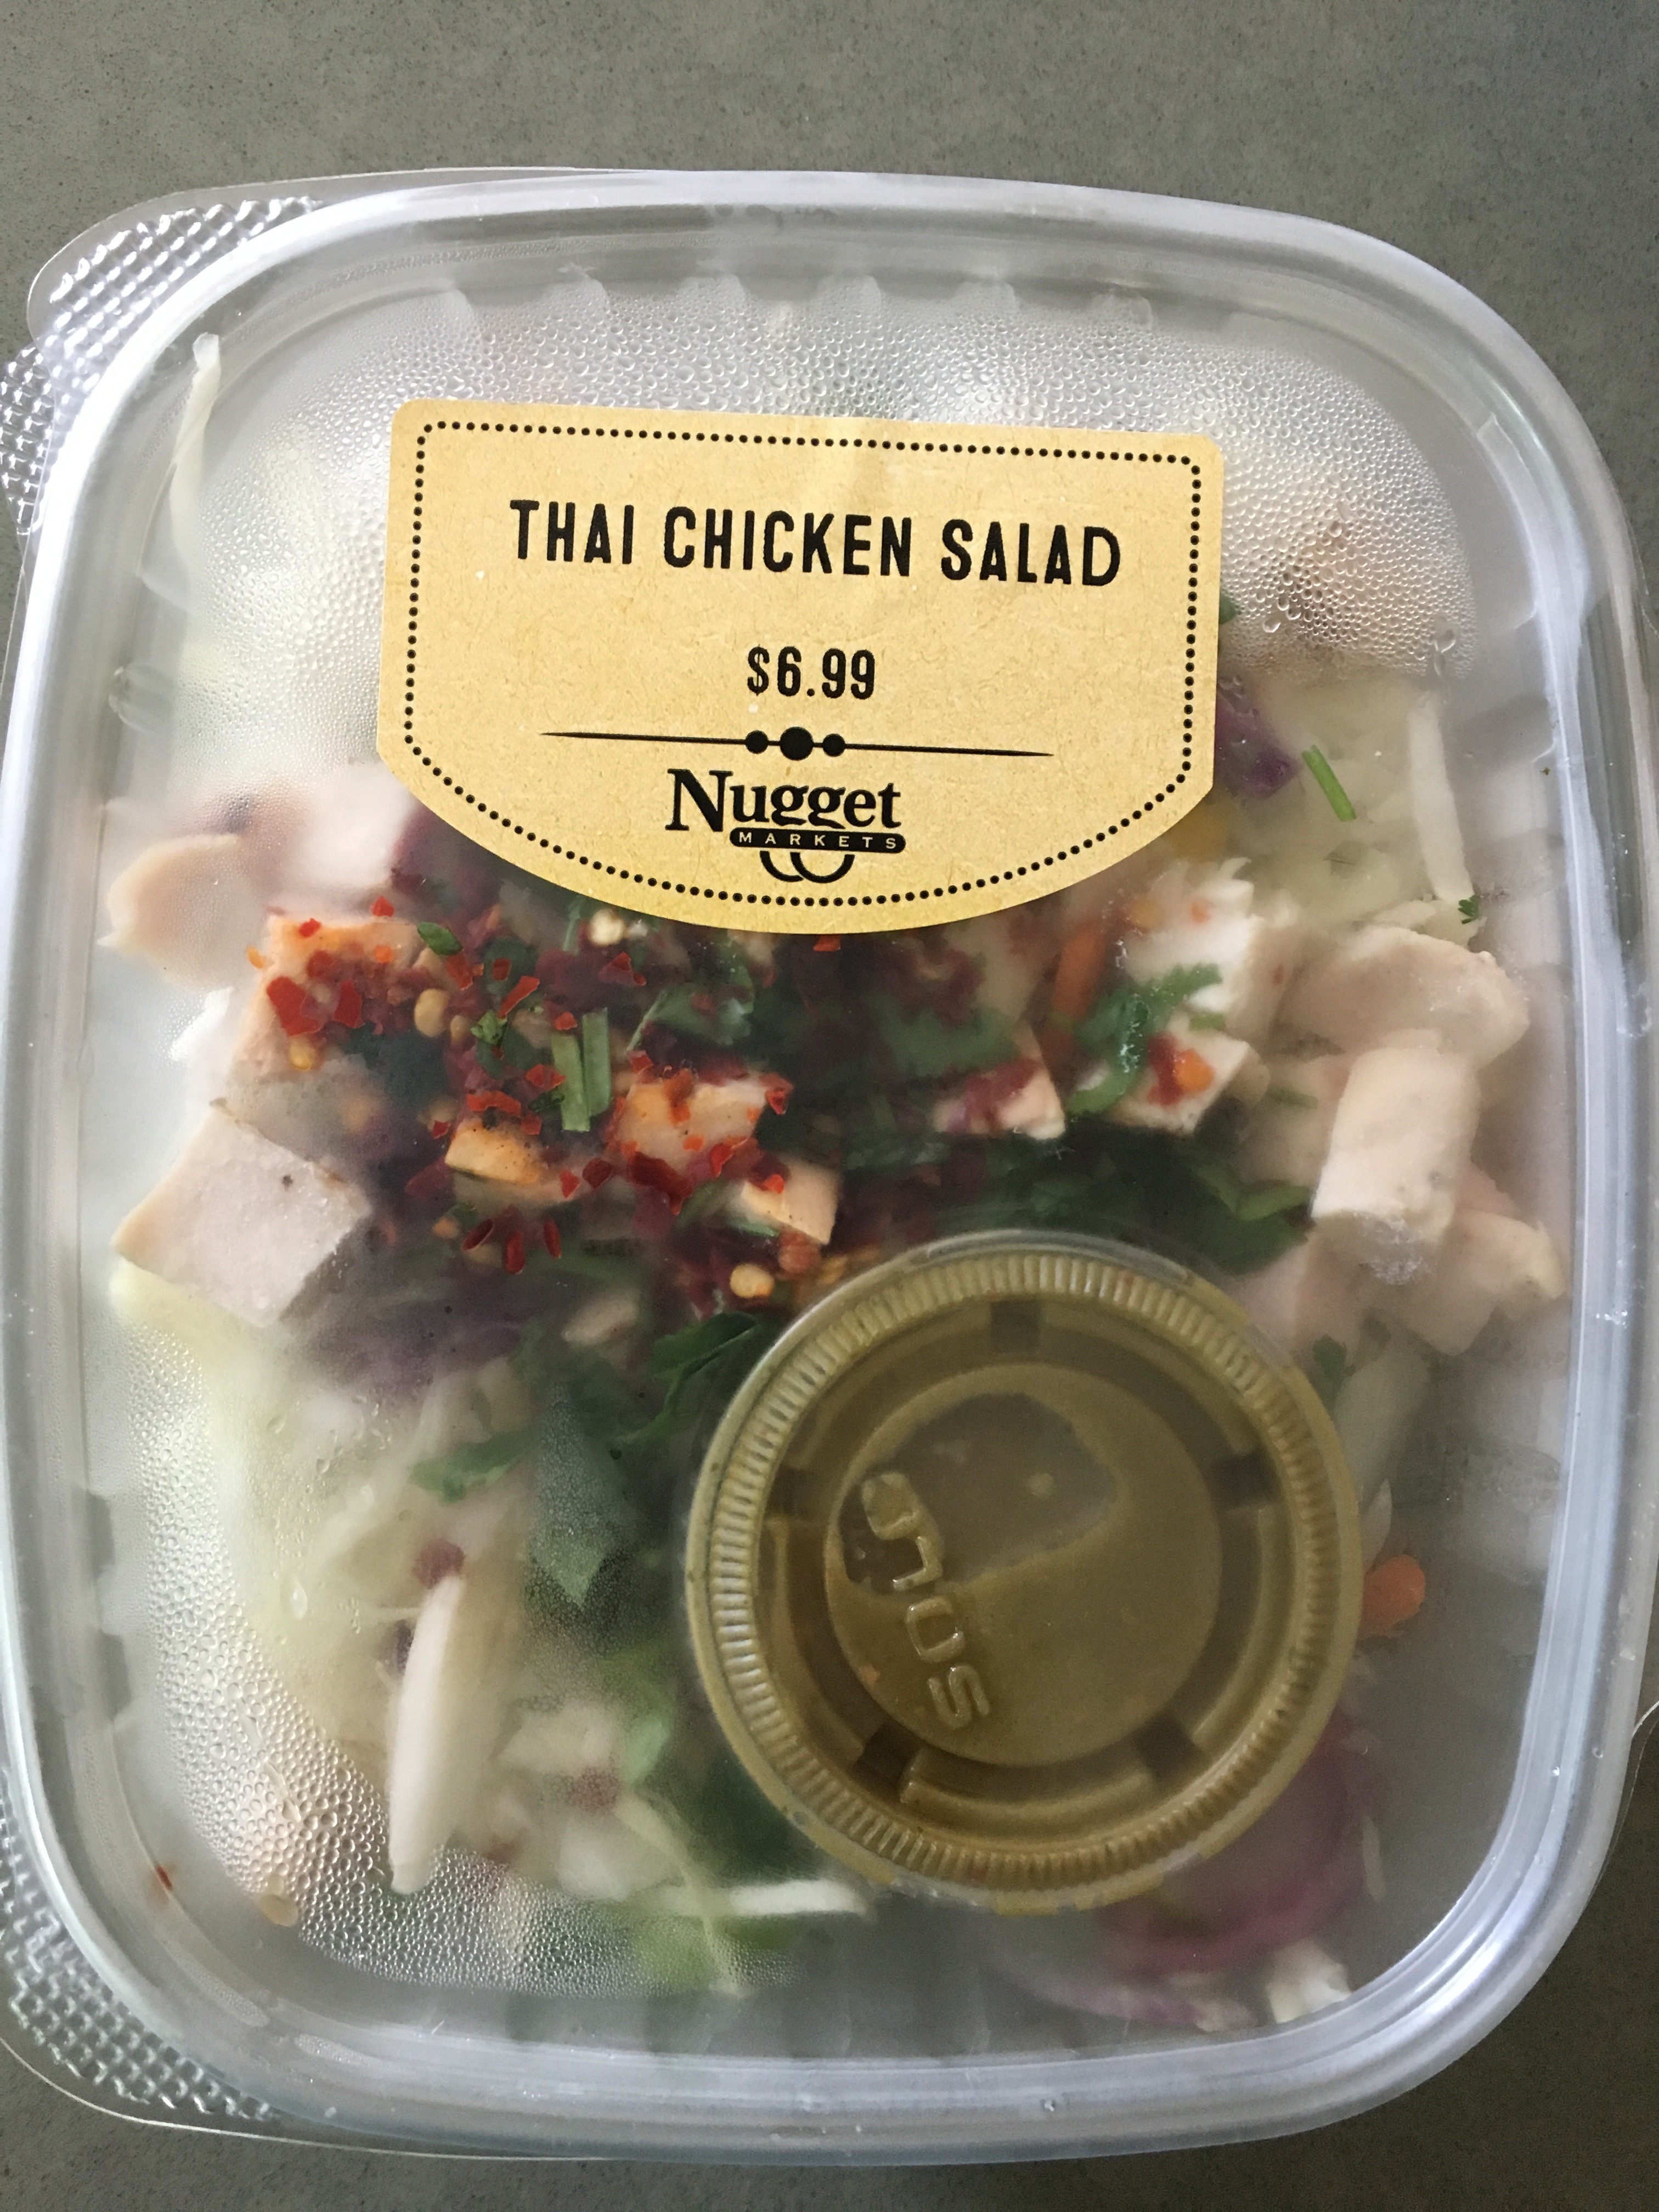 THAI CHICKEN SALAD
$6.99
Nugget
MARKETS
SOLO